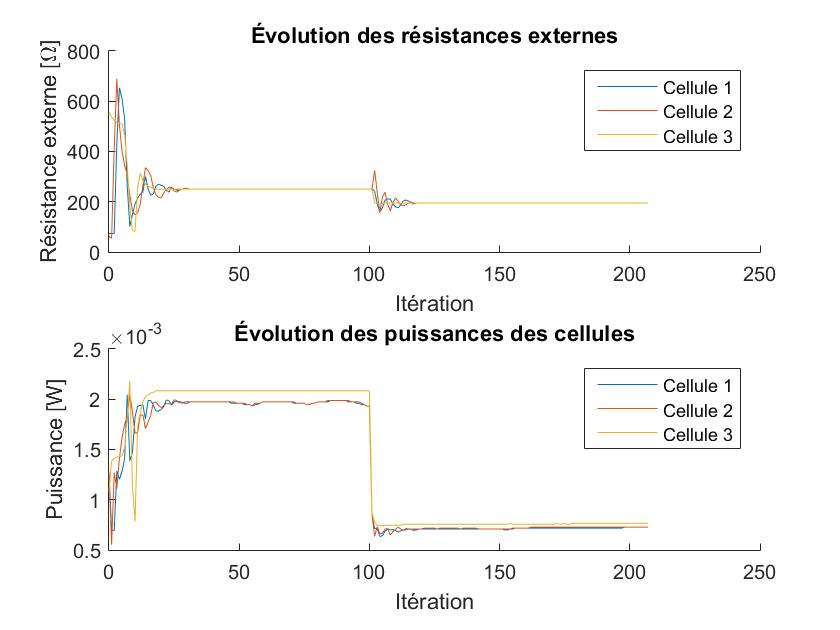 Évolution des résistances externes
Résistance externe [Ω]
800
600
400
200
0
Cellule 1
Cellule 2
Cellule 3
0 50 100 150 200 250
Itération
Évolution des puissances des cellules
×10-3
Puissance [W]
2.5
2
1.5
1
0.5
Cellule 1
Cellule 2
Cellule 3
0 50 100 150 200 250
Itération